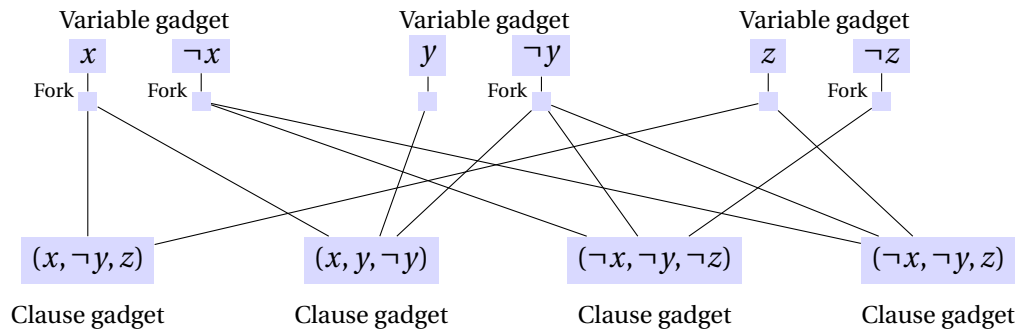 Variable gadget Variable gadget Variable gadget
x ¬x y ¬y z ¬z
Fork Fork Fork Fork
(x, ¬y, z) (x, y, ¬y) (¬x, ¬y, ¬z) (¬x, ¬y, z)
Clause gadget Clause gadget Clause gadget Clause gadget